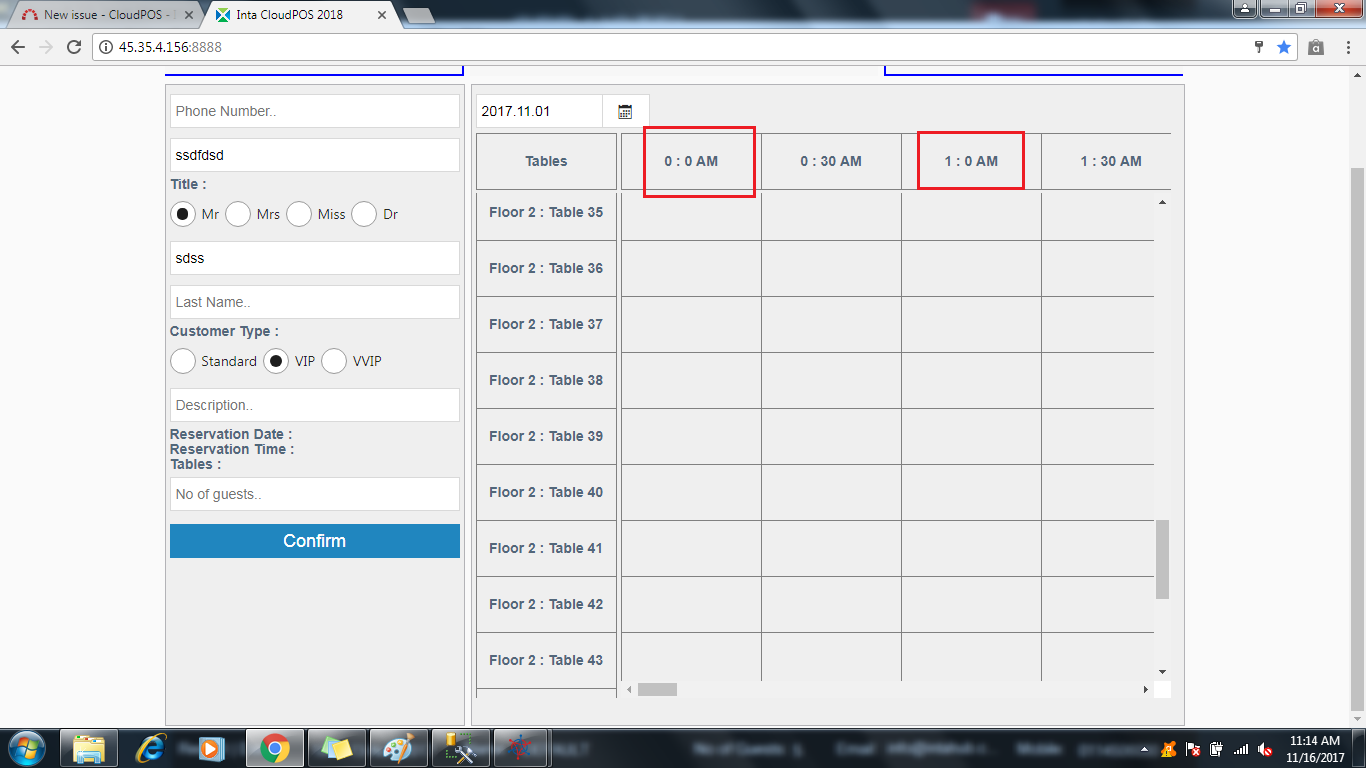 New issue - CloudPOS -
Inta CloudPOS 2018
45.35.4.156:8888
Phone Number..
ssdfdsd
Title :
Mr Mrs Miss Dr
sdss
Last Name..
Customer Type :
Standard VIP VVIP
Description..
Reservation Date :
Reservation Time :
Tables :
No of guests..
Confirm
2017.11.01
Tables 0 : 0 AM 0 : 30 AM 1 : 0 AM 1 : 30 AM
Floor 2 : Table 35
Floor 2 : Table 36
Floor 2 : Table 37
Floor 2 : Table 38
Floor 2 : Table 39
Floor 2 : Table 40
Floor 2 : Table 41
Floor 2 : Table 42
Floor 2 : Table 43
11:14 AM
11/16/2017